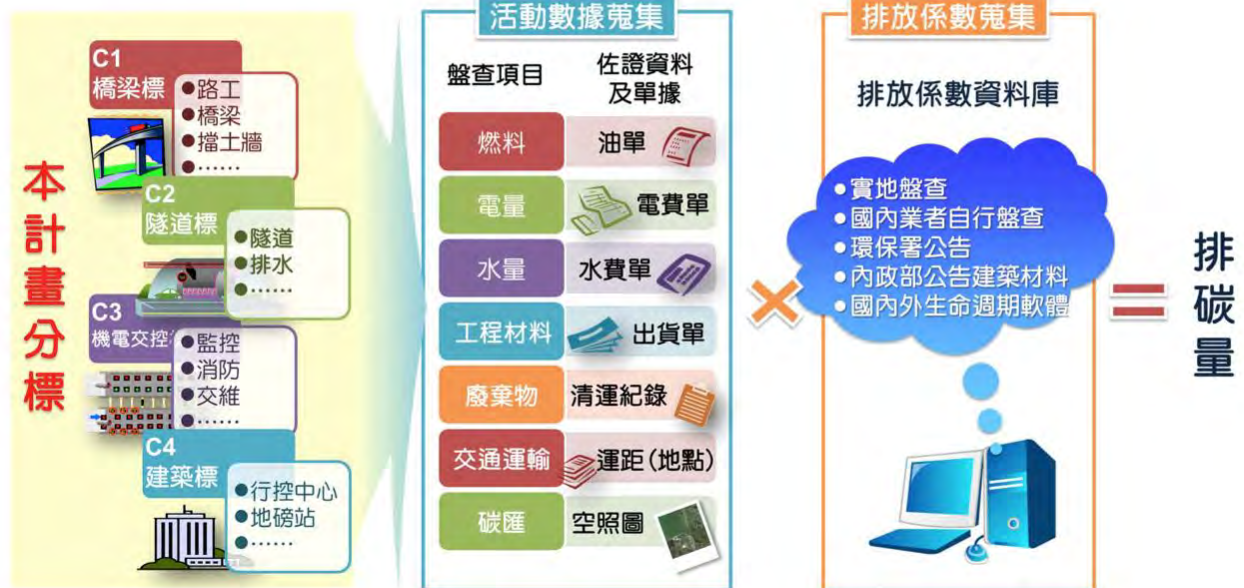 本計畫分標
C1
橋梁標
●路工
●橋梁
●擋土牆
●……
C2
隧道標
●隧道
●排水
●……
C3
機電交控
●監控
●消防
●交維
●……
C4
建築標
●行控中心
●地磅站
●……
活動數據蒐集
盤查項目
佐證資料
及單據
燃料 油單
電量 電費單
水量 水費單
工程材料 出貨單
廢棄物 清運紀錄
交通運輸 運距(地點)
碳匯 空照圖
×
排放係數蒐集
排放係數資料庫
●實地盤查
●國內業者自行盤查
●環保署公告
●內政部公告建築材料
●國內外生命週期軟體
=
排碳量